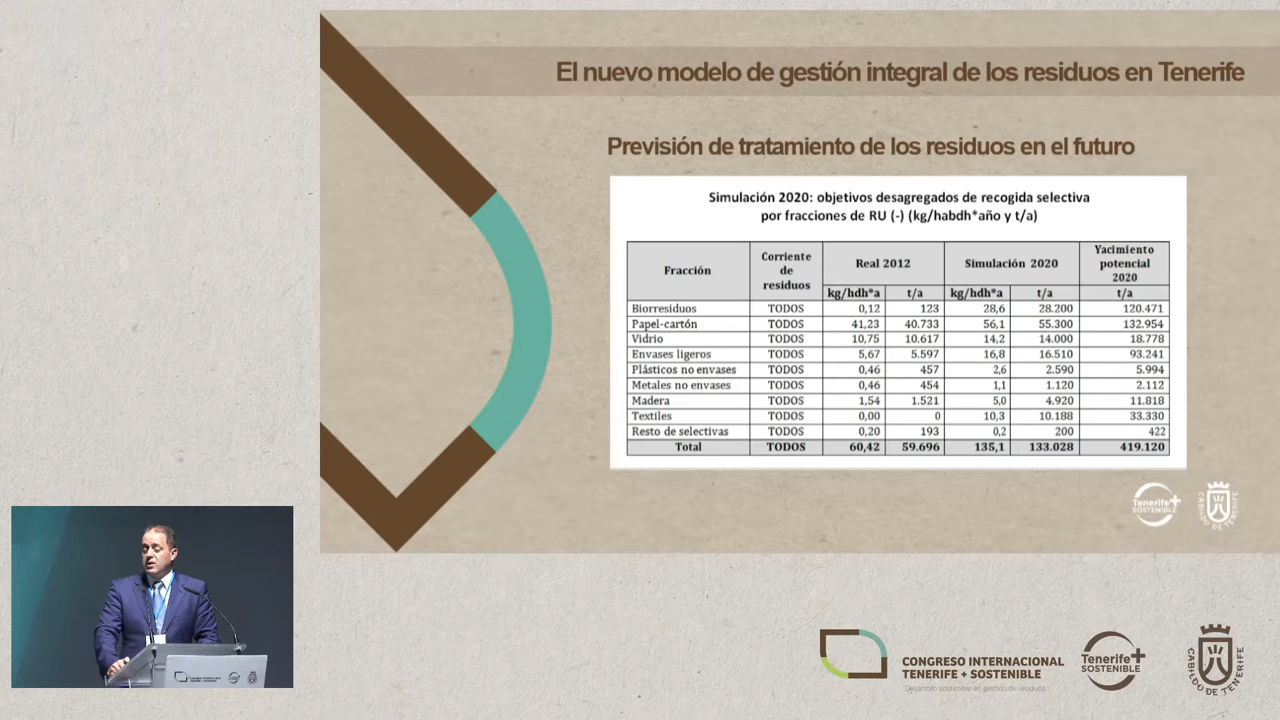 El nuevo modelo de gestión integral de los residuos en Tenerife
Previsión de tratamiento de los residuos en el futuro
Simulación 2020: objetivos desagregados de recogida selectiva
por fracciones de RU (-) (kg/habdh*año y t/a)
Fracción Corriente de residuos Real 2012 Simulación 2020 Yacimiento potencial 2020
kg/hdh*a t/a kg/hdh*a t/a t/a
Biorresiduos TODOS 0,12 123 28,6 28.200 120.471
Papel-cartón TODOS 41,23 40.733 56,1 55.300 132.954
Vidrio TODOS 10,75 10.617 14,2 14.000 18.778
Envases ligeros TODOS 5,67 5.597 16,8 16.510 93.241
Plásticos no envases TODOS 0,46 457 2,6 2.590 5.994
Metales no envases TODOS 0,46 454 1,1 1.120 2.112
Madera TODOS 1,54 1.521 5,0 4.920 11.818
Textiles TODOS 0,00 0 10,3 10.188 33.330
Resto de selectivas TODOS 0,20 193 0,2 200 422
Total TODOS 60,42 59.696 135,1 133.028 419.120
Tenerife+
SOSTENIBLE
CABILDO DE TENERIFE
CONGRESO INTERNACIONAL
TENERIFE + SOSTENIBLE
Desarrollo sostenible en gestión de residuos
Tenerife+
SOSTENIBLE
CABILDO DE TENERIFE